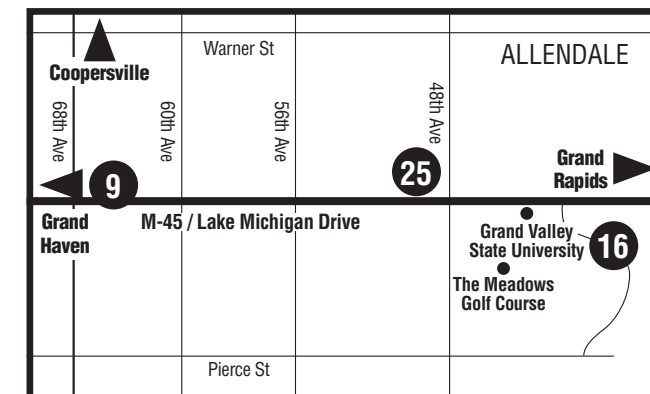 Warner St
ALLENDALE
Coopersville
68th Ave
60th Ave
56th Ave
48th Ave
9
25
Grand
Rapids
Grand
Haven
M-45 / Lake Michigan Drive
Grand Valley
State University
16
The Meadows
Golf Course
Pierce St